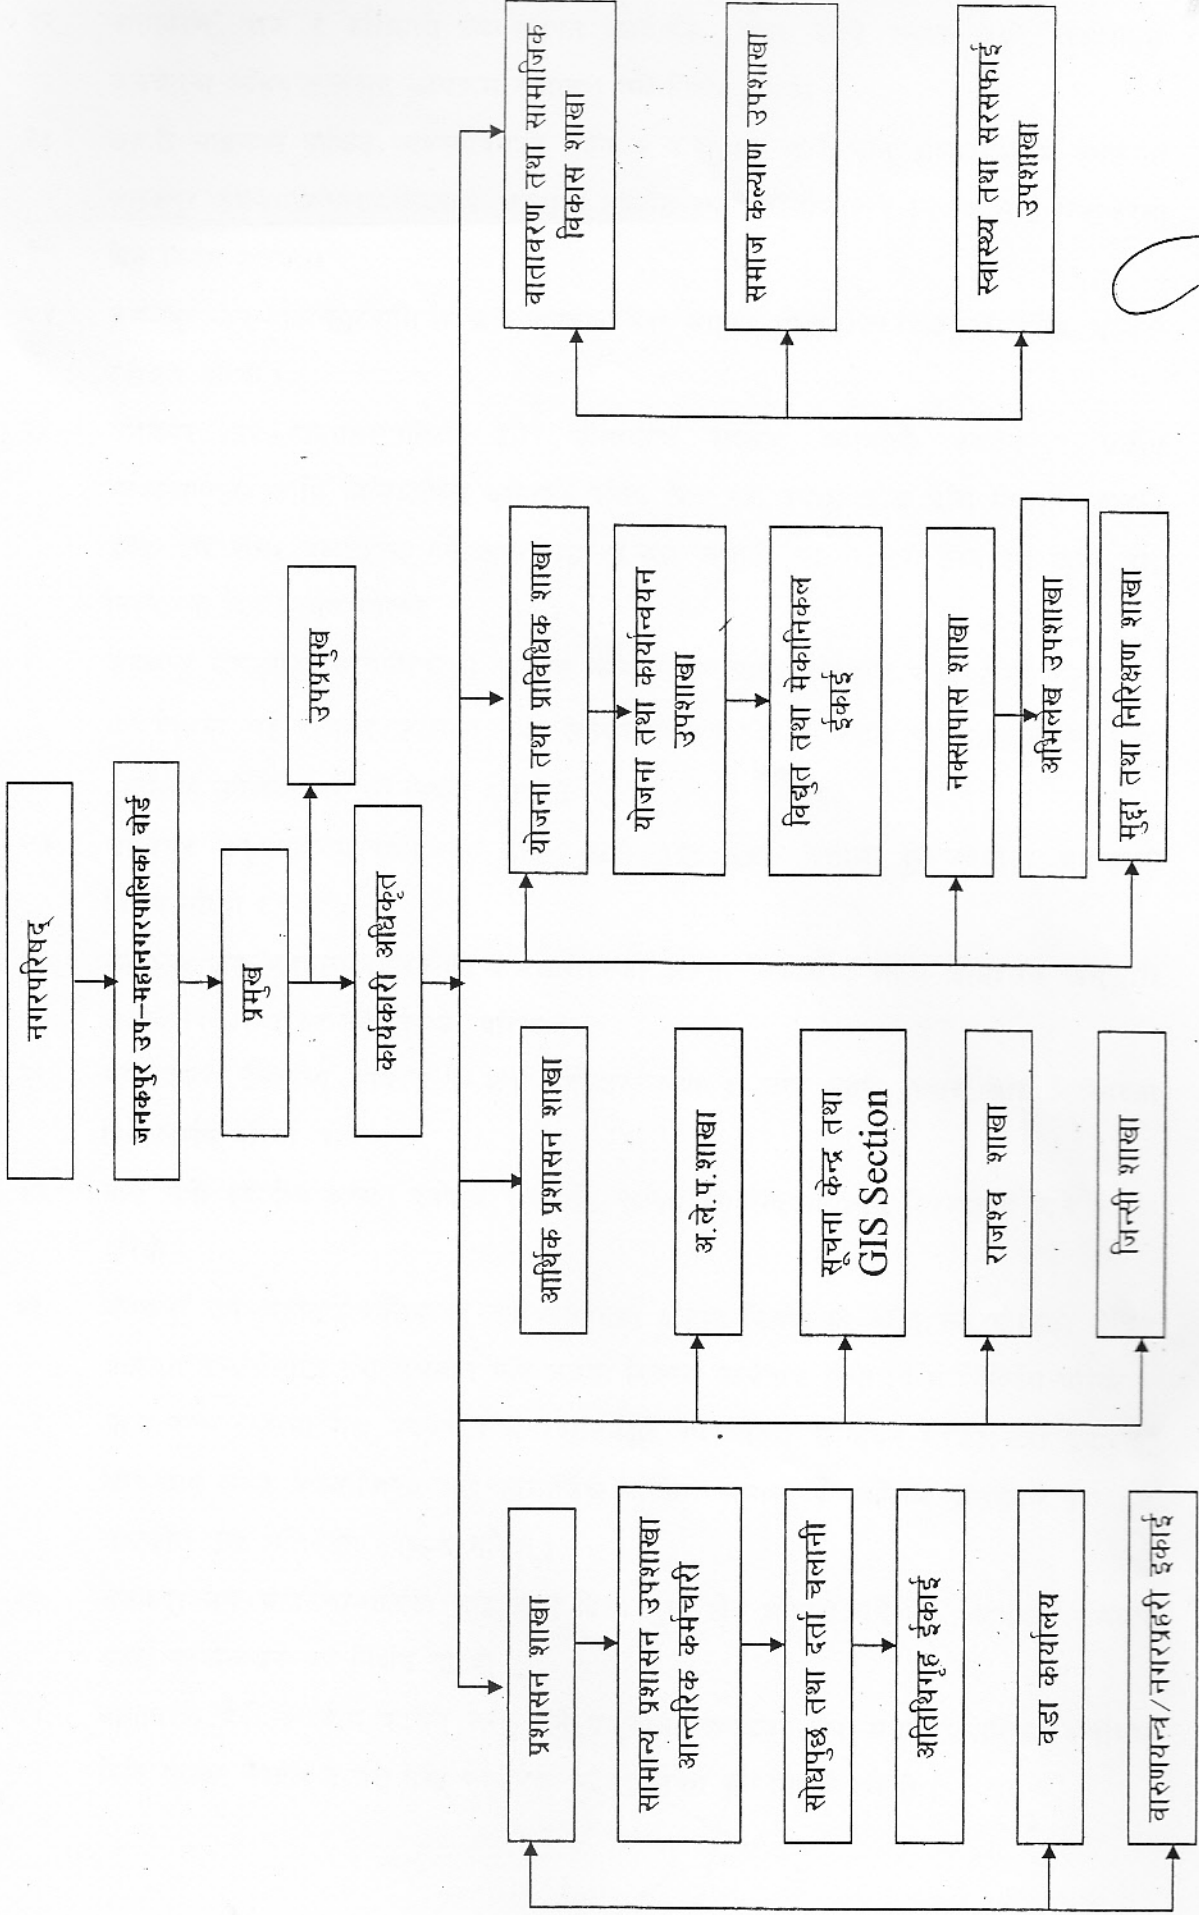 नगरपरिषद्
जनकपुर उप-महानगरपालिका बोर्ड
प्रमुख
उपप्रमुख
कार्यकारी अधिकृत
प्रशासन शाखा
सामान्य प्रशासन उपशाखा
आन्तरिक कर्मचारी
सोधपुछ तथा दर्ता चलानी
अतिथिगृह ईकाई
वडा कार्यालय
वारुणयन्त्र/नगरप्रहरी इकाई
आर्थिक प्रशासन शाखा
अ.ले.प.शाखा
सूचना केन्द्र तथा
GIS Section
राजश्व शाखा
जिन्सी शाखा
योजना तथा प्राविधिक शाखा
योजना तथा कार्यान्वयन
उपशाखा
विद्युत तथा मेकानिकल
ईकाई
नक्सापास शाखा
अभिलेख उपशाखा
मुद्दा तथा निरिक्षण शाखा
वातावरण तथा सामाजिक
विकास शाखा
समाज कल्याण उपशाखा
स्वास्थ्य तथा सरसफाई
उपशाखा